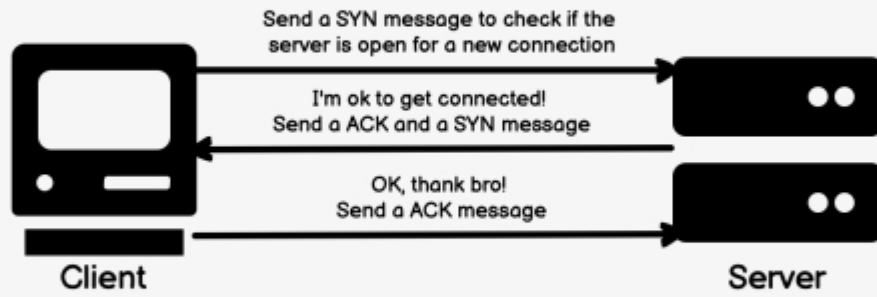 Send a SYN message to check if the
server is open for a new connection
I'm ok to get connected!
Send a ACK and a SYN message
OK, thank bro!
Send a ACK message
Client
Server